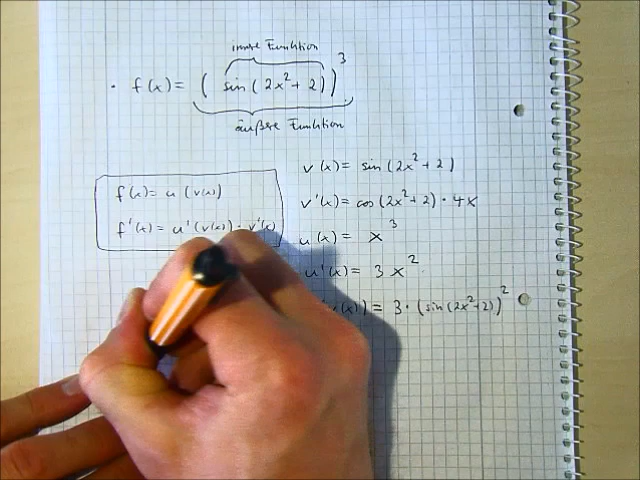 innere Funktion
· f(x) = ( sin ( 2x² + 2 ) )³
äußere Funktion
v(x) = sin (2x² + 2)
f(x) = u (v(x))
v'(x) = cos (2x² + 2) · 4x
f'(x) = u' (v(x)) · v'(x)
u(x) = x³
u'(x) = 3x²
(x)) = 3 · (sin (2x² + 2))²